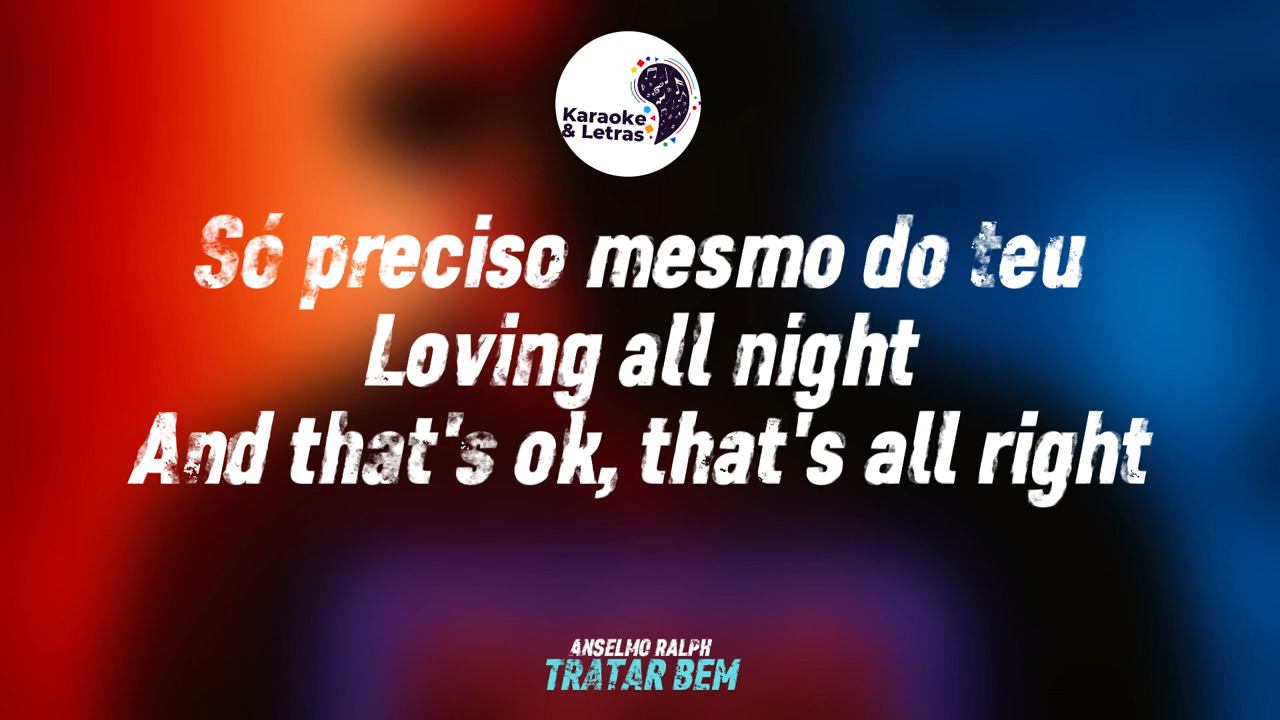 Karaoke
& Letras
Só preciso mesmo do teu
Loving all night
And that's ok, that's all right
ANSELMO RALPH
TRATAR BEM